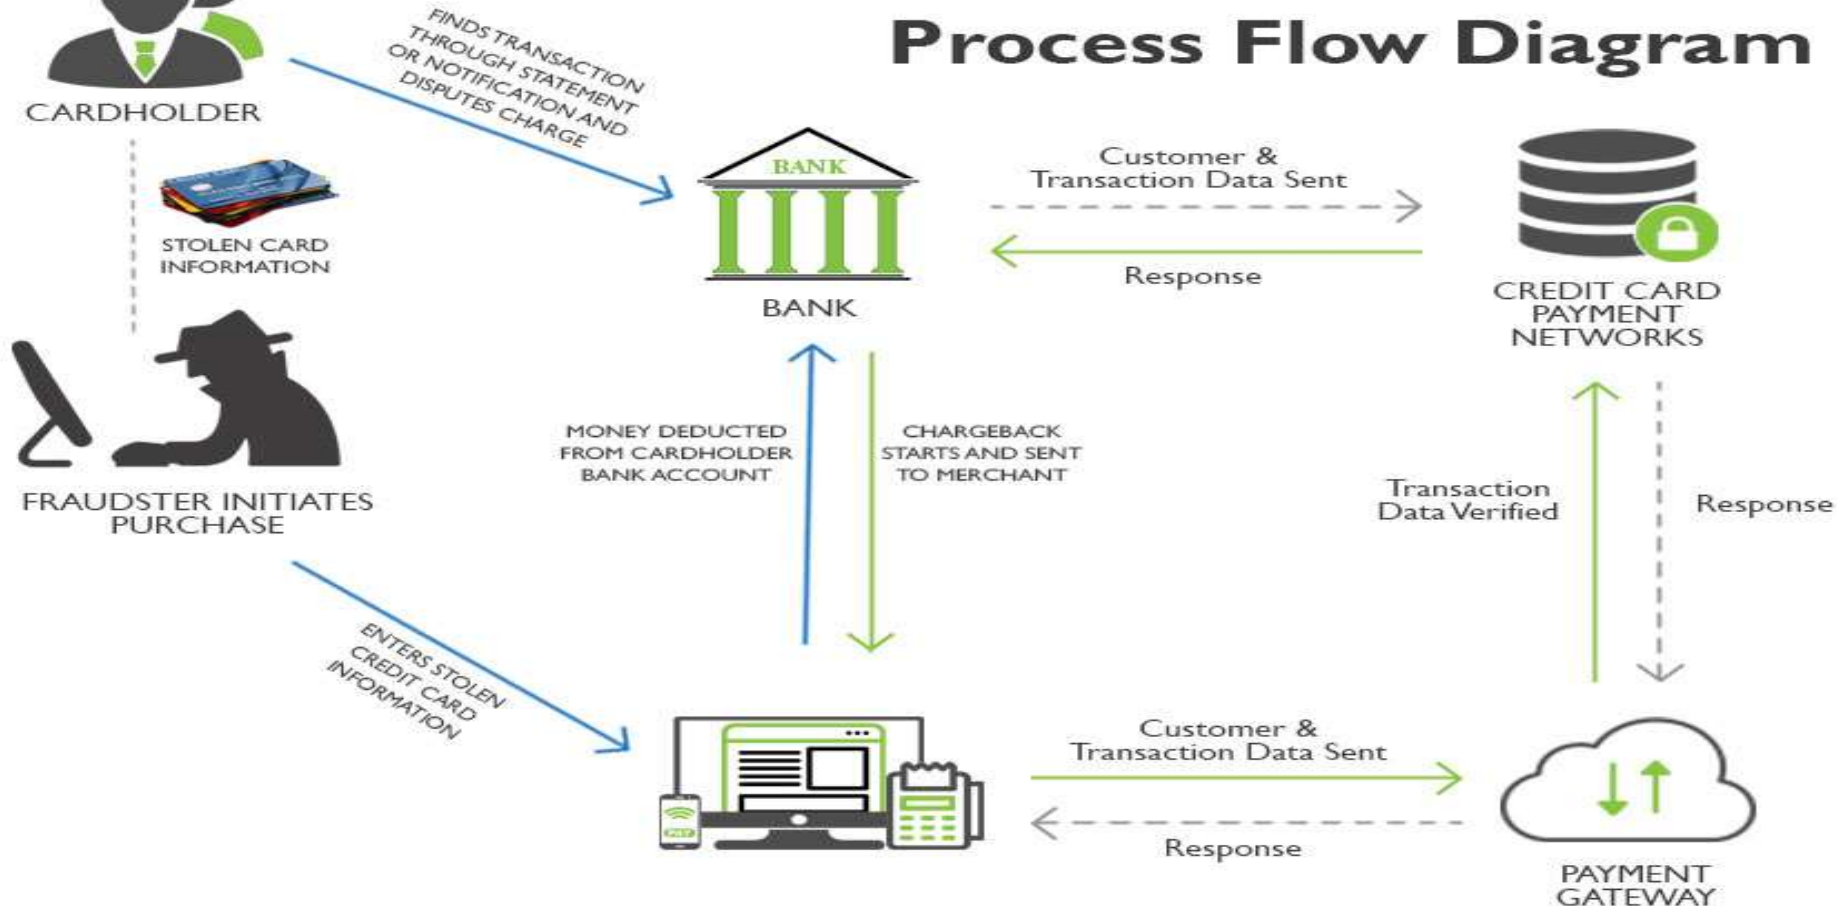 Process Flow Diagram
FINDS TRANSACTION
THROUGH STATEMENT
OR NOTIFICATION AND
DISPUTES CHARGE
CARDHOLDER
STOLEN CARD
INFORMATION
BANK
BANK
Customer &
Transaction Data Sent
Response
CREDIT CARD
PAYMENT
NETWORKS
FRAUDSTER INITIATES
PURCHASE
MONEY DEDUCTED
FROM CARDHOLDER
BANK ACCOUNT
CHARGEBACK
STARTS AND SENT
TO MERCHANT
Transaction
Data Verified
Response
ENTERS STOLEN
CREDIT CARD
INFORMATION
PAY
Customer &
Transaction Data Sent
Response
PAYMENT
GATEWAY